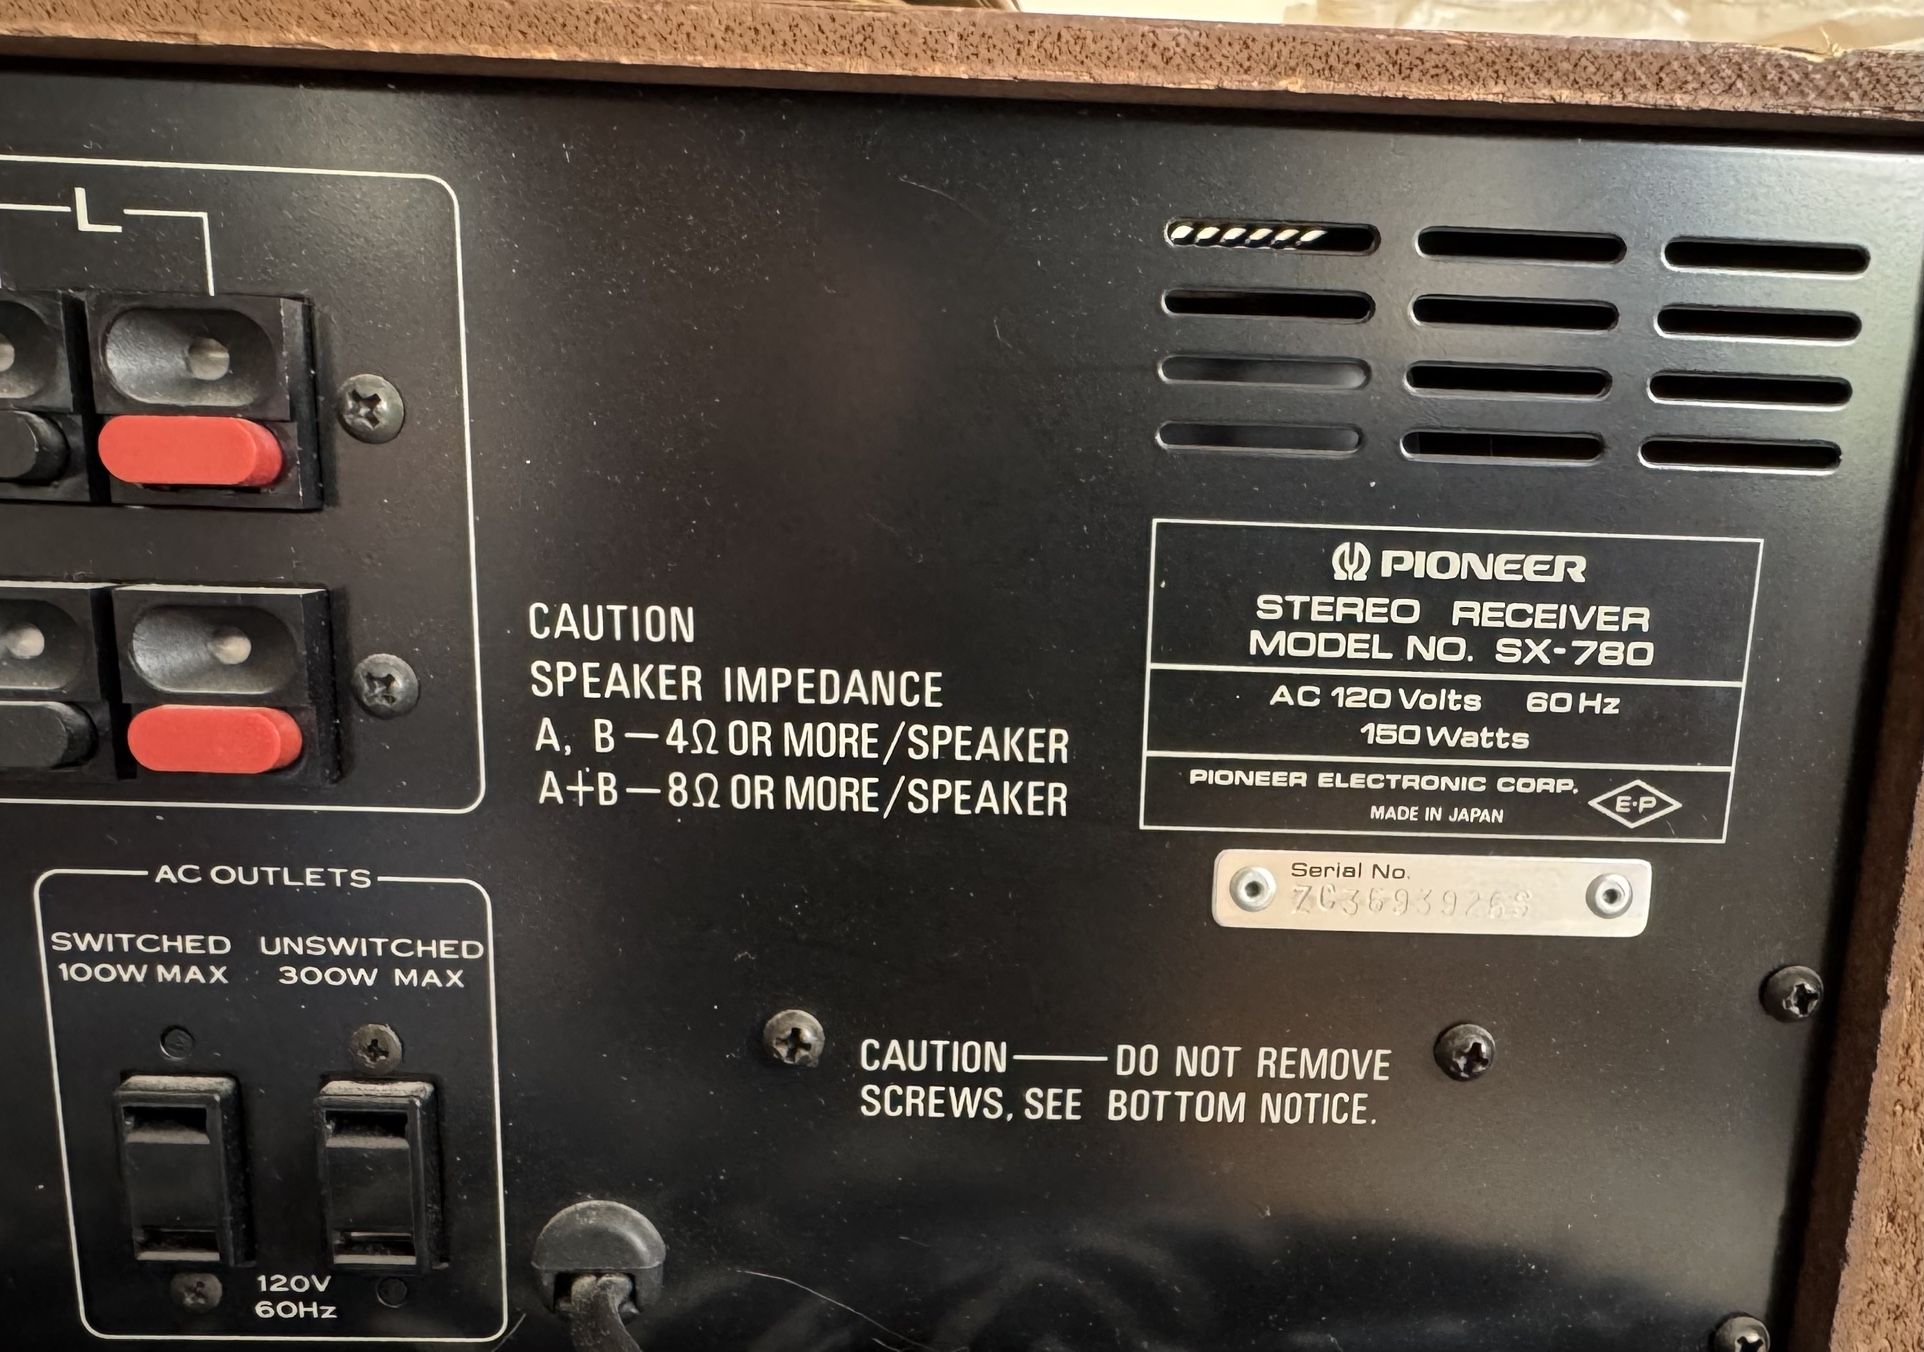 L
PIONEER
STEREO RECEIVER
MODEL NO. SX-780
AC 120 Volts 60 Hz
150 Watts
PIONEER ELECTRONIC CORP.
MADE IN JAPAN
E·P
CAUTION
SPEAKER IMPEDANCE
A, B—4Ω OR MORE/SPEAKER
A+B—8Ω OR MORE/SPEAKER
Serial No.
AC OUTLETS
SWITCHED UNSWITCHED
100W MAX 300W MAX
120V
60Hz
CAUTION—DO NOT REMOVE
SCREWS, SEE BOTTOM NOTICE.